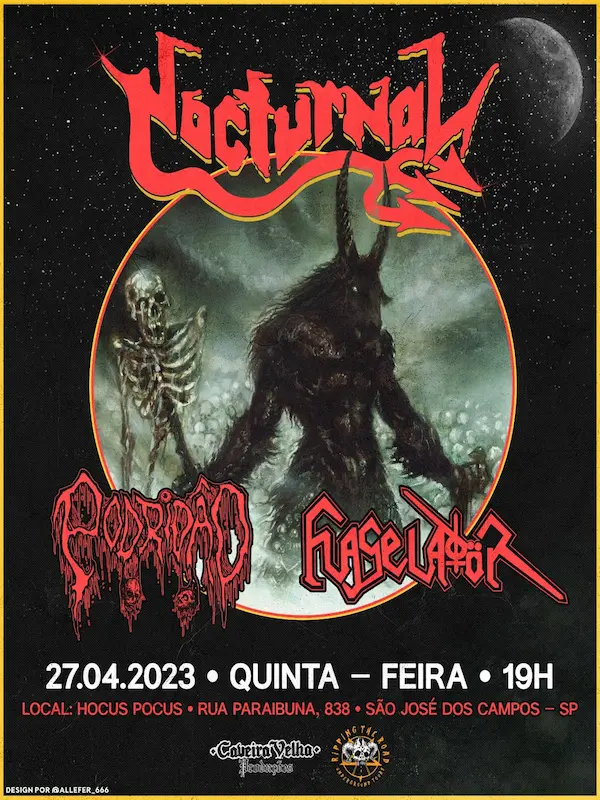 NOCTURNAL
PODRIDÃO
FLAGELATÖR
27.04.2023 • QUINTA – FEIRA • 19H
LOCAL: HOCUS POCUS • RUA PARAIBUNA, 838 • SÃO JOSÉ DOS CAMPOS – SP
•CaveiraVelha•
Produções
RIPPING THE ROAD
DESIGN POR @ALLEFER_666